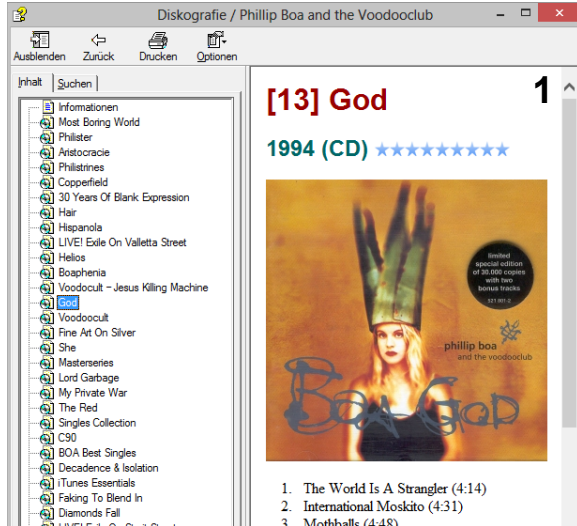 Diskografie / Phillip Boa and the Voodooclub
Ausblenden Zurück Drucken Optionen
Inhalt Suchen
Informationen
Most Boring World
Philister
Aristocracie
Philistrines
Copperfield
30 Years Of Blank Expression
Hair
Hispanola
LIVE! Exile On Valletta Street
Helios
Boaphenia
Voodocult – Jesus Killing Machine
God
Voodoocult
Fine Art On Silver
She
Masterseries
Lord Garbage
My Private War
The Red
Singles Collection
C90
BOA Best Singles
Decadence & Isolation
iTunes Essentials
Faking To Blend In
Diamonds Fall
[13] God
1
1994 (CD) ★★★★★★★★★
limited
special edition
of 30.000 copies
with two
bonus tracks
521 981-2
phillip boa
and the voodooclub
BOA GOD
1. The World Is A Strangler (4:14)
2. International Moskito (4:31)
3. Mothballs (4:48)